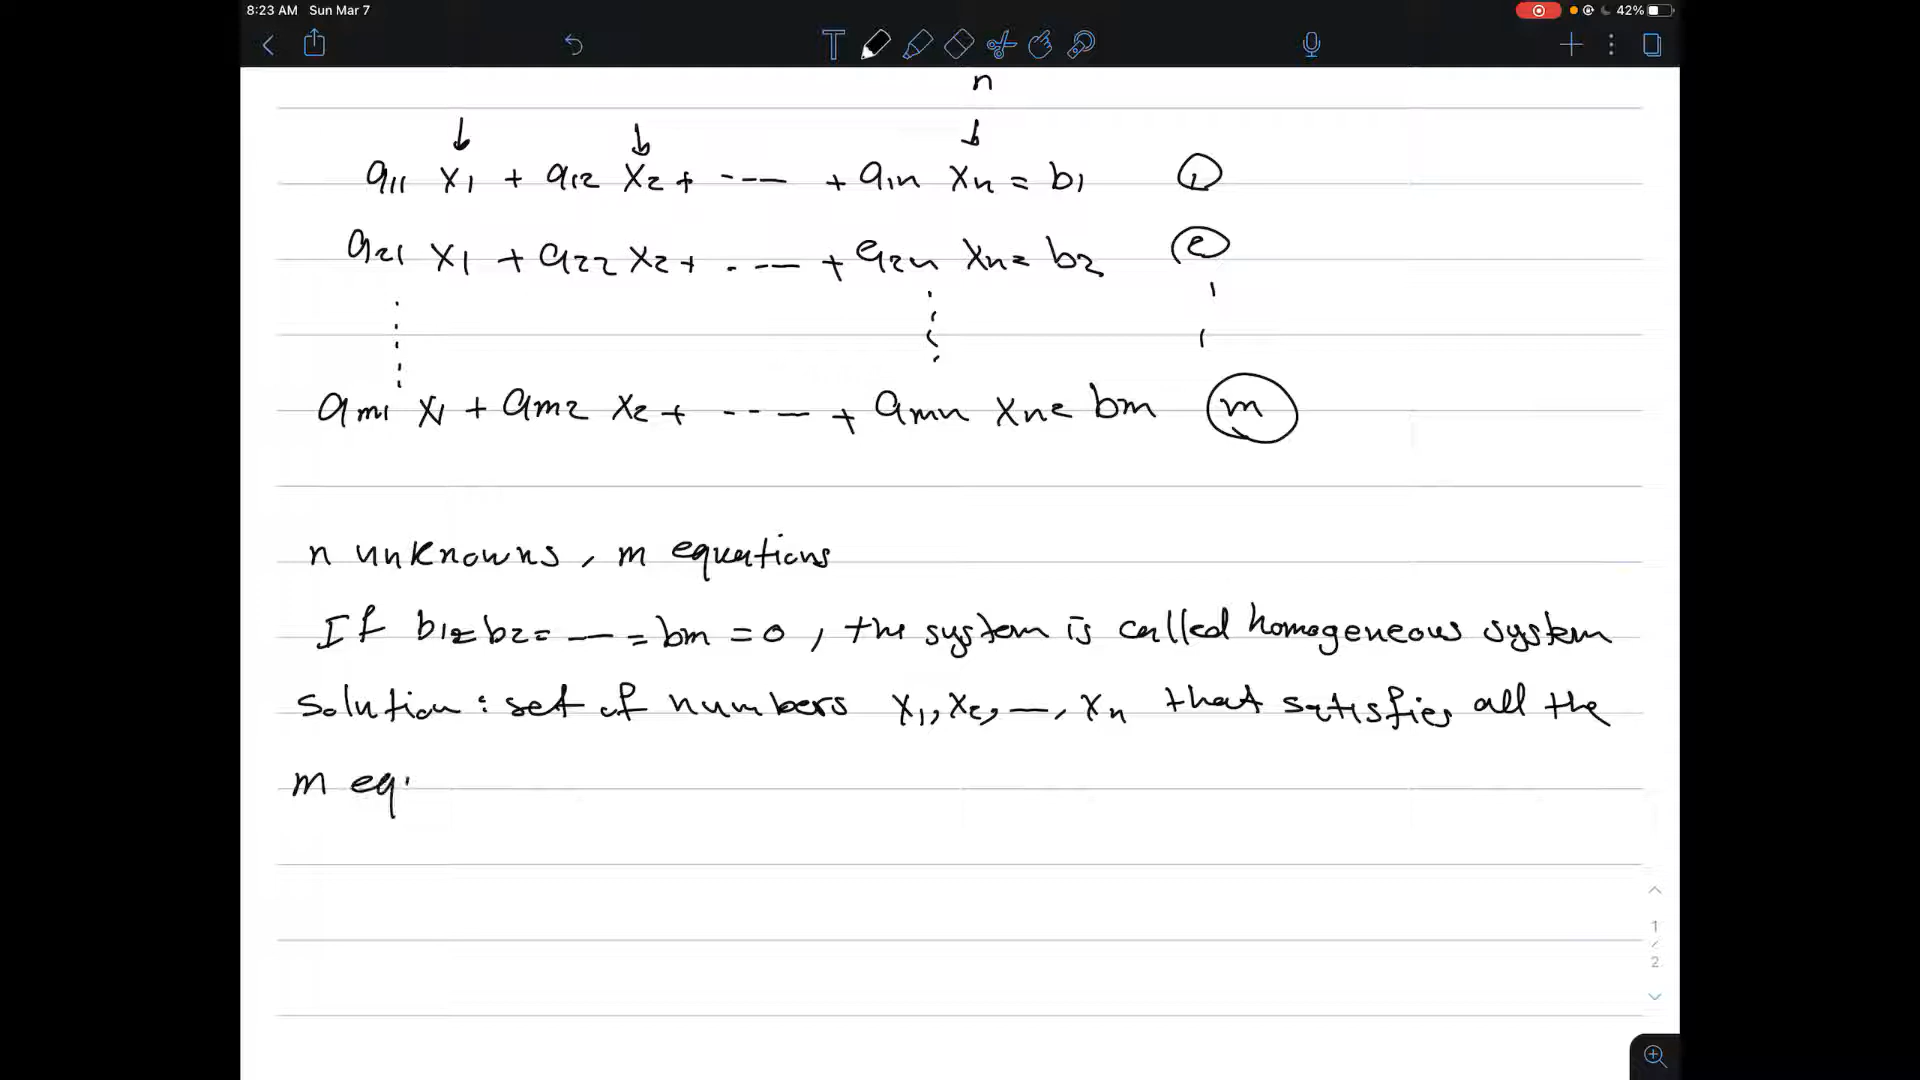 8:23 AM Sun Mar 7
42%
T
n
a11 x1 + a12 x2 + ---- + a1n xn = b1 1
a21 x1 + a22 x2 + . --- + a2n xn = b2 2
am1 x1 + am2 x2 + ---- + amn xn = bm m
n unknowns, m equations
If b1 = b2 = — = bm = 0, the system is called homogeneous system
solution: set of numbers x1, x2, —, xn that satisfies all the
m eq.
1
/
2